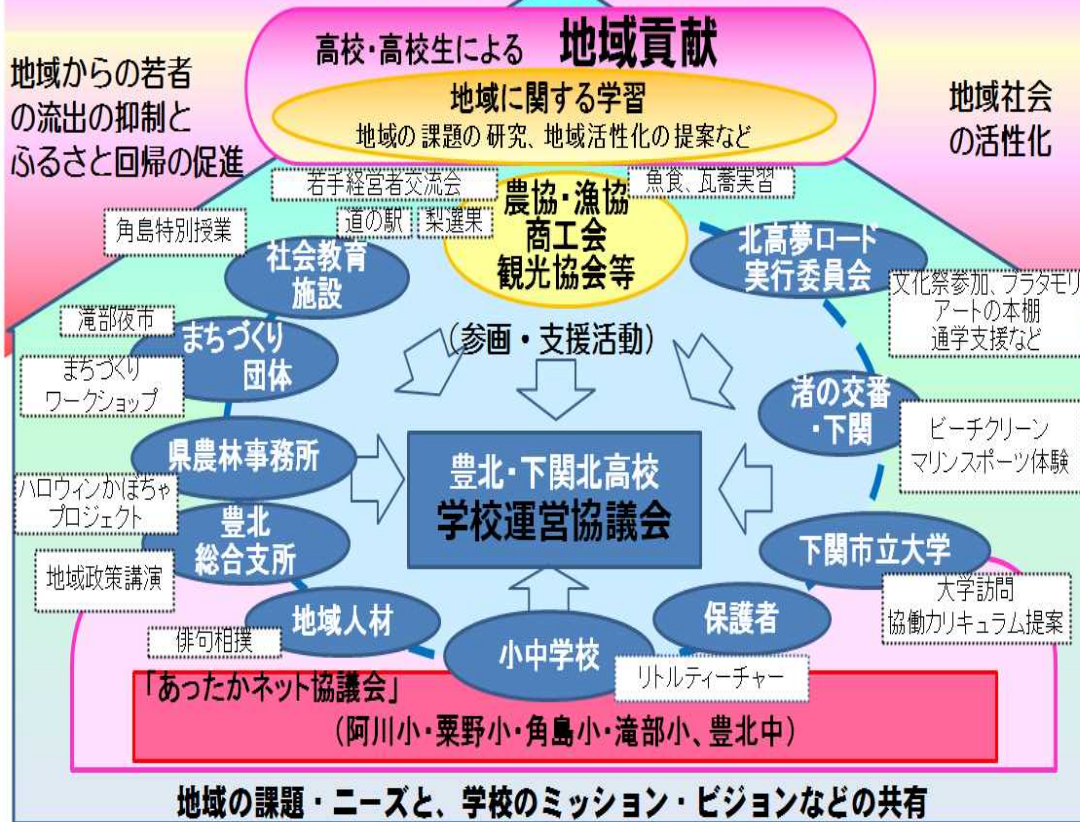 高校・高校生による 地域貢献
地域に関する学習
地域の課題の研究、地域活性化の提案など
地域からの若者
の流出の抑制と
ふるさと回帰の促進
地域社会
の活性化
若手経営者交流会
魚食、瓦蕎実習
道の駅
梨選果
農協・漁協
商工会
観光協会等
角島特別授業
社会教育
施設
北高夢ロード
実行委員会
文化祭参加、ブラタモリ
アートの本棚
通学支援など
滝部夜市
まちづくり
団体
まちづくり
ワークショップ
(参画・支援活動)
渚の交番
・下関
ビーチクリーン
マリンスポーツ体験
県農林事務所
豊北・下関北高校
学校運営協議会
ハロウィンかぼちゃ
プロジェクト
豊北
総合支所
下関市立大学
地域政策講演
大学訪問
協働カリキュラム提案
地域人材
保護者
俳句相撲
小中学校
リトルティーチャー
「あったかネット協議会」
(阿川小・粟野小・角島小・滝部小、豊北中)
地域の課題・ニーズと、学校のミッション・ビジョンなどの共有